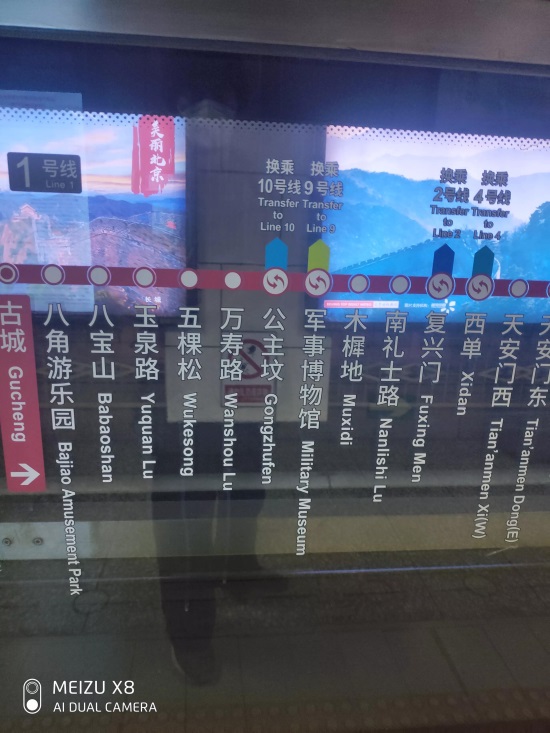 美丽北京
1号线
Line 1
换乘
10号线
Transfer
to
Line 10
换乘
9号线
Transfer
to
Line 9
换乘
2号线
Transfer
to
Line 2
换乘
4号线
Transfer
to
Line 4
长城
古城 Gucheng
八角游乐园 Bajiao Amusement Park
八宝山 Babaoshan
玉泉路 Yuquan Lu
五棵松 Wukesong
万寿路 Wanshou Lu
公主坟 Gongzhufen
军事博物馆 Military Museum
木樨地 Muxidi
南礼士路 Nanlishi Lu
复兴门 Fuxing Men
西单 Xidan
天安门西 Tian'anmen Xi(W)
天安门东 Tian'anmen Dong(E)
MEIZU X8
AI DUAL CAMERA